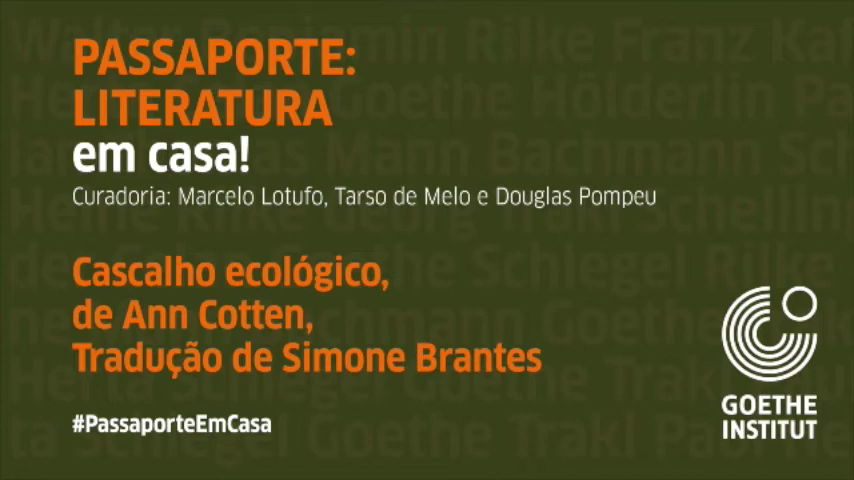 PASSAPORTE:
LITERATURA
em casa!
Curadoria: Marcelo Lotufo, Tarso de Melo e Douglas Pompeu
Cascalho ecológico,
de Ann Cotten,
Tradução de Simone Brantes
#PassaporteEmCasa
GOETHE
INSTITUT